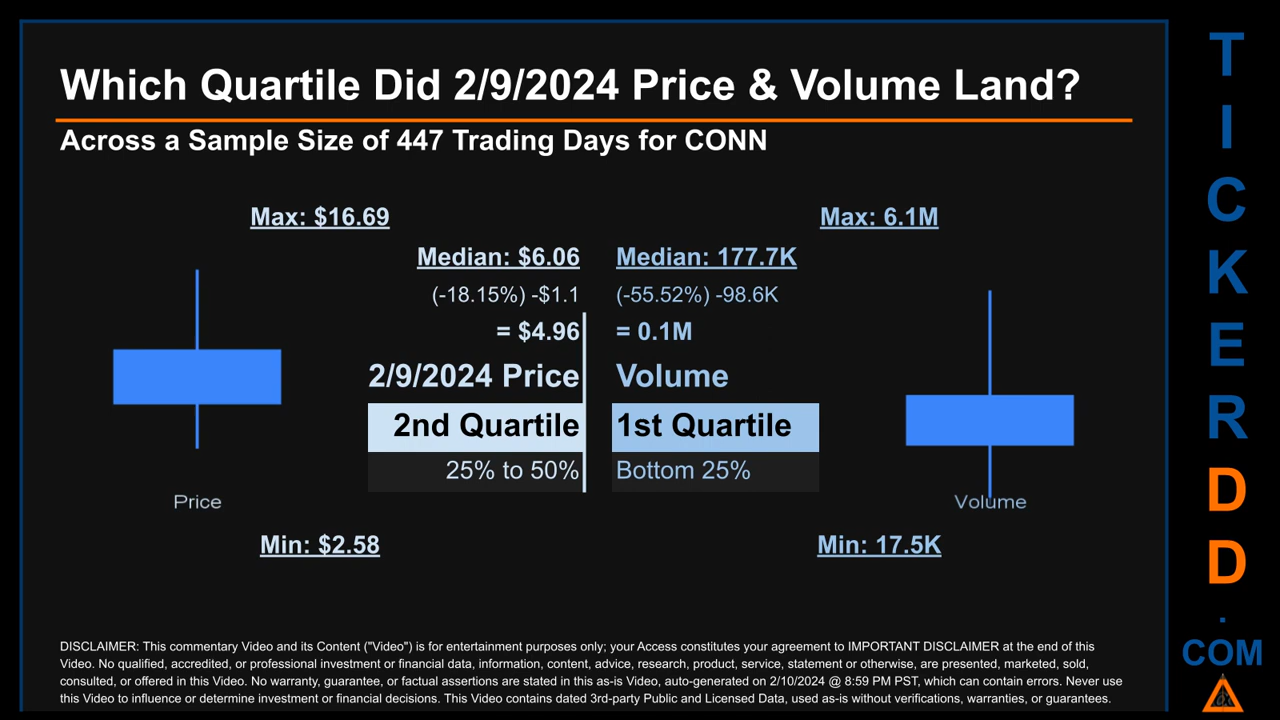 Which Quartile Did 2/9/2024 Price & Volume Land?
Across a Sample Size of 447 Trading Days for CONN
Max: $16.69
Max: 6.1M
Median: $6.06
Median: 177.7K
(-18.15%) -$1.1
(-55.52%) -98.6K
= $4.96
= 0.1M
2/9/2024 Price
Volume
2nd Quartile
1st Quartile
25% to 50%
Bottom 25%
Price
Volume
Min: $2.58
Min: 17.5K
DISCLAIMER: This commentary Video and its Content ("Video") is for entertainment purposes only; your Access constitutes your agreement to IMPORTANT DISCLAIMER at the end of this
Video. No qualified, accredited, or professional investment or financial data, information, content, advice, research, product, service, statement or otherwise, are presented, marketed, sold,
consulted, or offered in this Video. No warranty, guarantee, or factual assertions are stated in this as-is Video, auto-generated on 2/10/2024 @ 8:59 PM PST, which can contain errors. Never use
this Video to influence or determine investment or financial decisions. This Video contains dated 3rd-party Public and Licensed Data, used as-is without verifications, warranties, or guarantees.
T
I
C
K
E
R
D
D
.
COM